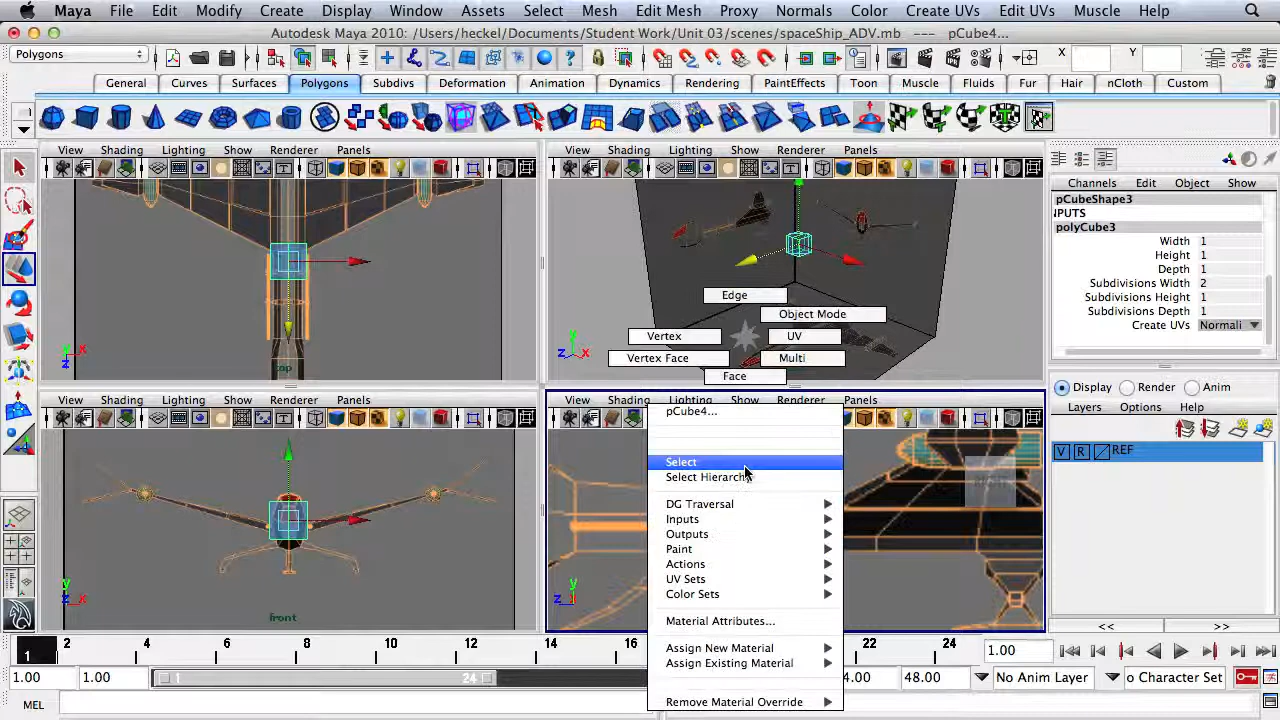 Maya File Edit Modify Create Display Window Assets Select Mesh Edit Mesh Proxy Normals Color Create UVs Edit UVs Muscle Help
Autodesk Maya 2010: /Users/heckel/Documents/Student Work/Unit 03/scenes/spaceShip_ADV.mb --- pCube4...
Polygons
X Y
General Curves Surfaces Polygons Subdivs Deformation Animation Dynamics Rendering PaintEffects Toon Muscle Fluids Fur Hair nCloth Custom
View Shading Lighting Show Renderer Panels
View Shading Lighting Show Renderer Panels
Channels Edit Object Show
pCubeShape3
IPUTS
polyCube3
Width 1
Height 1
Depth 1
Subdivisions Width 2
Subdivisions Height 1
Subdivisions Depth 1
Create UVs Normali
Edge
Object Mode
Vertex
UV
Vertex Face
Multi
Face
top
y x z
y z x
Display Render Anim
Layers Options Help
V R REF
View Shading Lighting Show Renderer Panels
View Shading Lighting Show Renderer Panels
pCube4...
Select
Select Hierarchy
DG Traversal
Inputs
Outputs
Paint
Actions
UV Sets
Color Sets
Material Attributes...
Assign New Material
Assign Existing Material
Remove Material Override
y z x
front
y z x
<< >>
1 2 4 6 8 10 12 14 16 22 24 1.00
1.00 1.00 1 24 48.00 No Anim Layer o Character Set
MEL